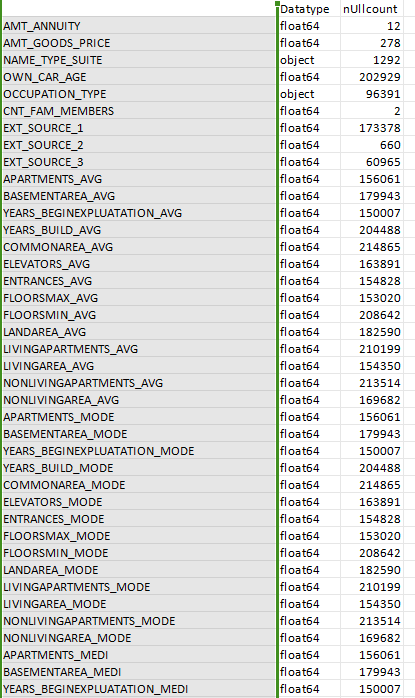 Datatype nUllcount
AMT_ANNUITY float64 12
AMT_GOODS_PRICE float64 278
NAME_TYPE_SUITE object 1292
OWN_CAR_AGE float64 202929
OCCUPATION_TYPE object 96391
CNT_FAM_MEMBERS float64 2
EXT_SOURCE_1 float64 173378
EXT_SOURCE_2 float64 660
EXT_SOURCE_3 float64 60965
APARTMENTS_AVG float64 156061
BASEMENTAREA_AVG float64 179943
YEARS_BEGINEXPLUATATION_AVG float64 150007
YEARS_BUILD_AVG float64 204488
COMMONAREA_AVG float64 214865
ELEVATORS_AVG float64 163891
ENTRANCES_AVG float64 154828
FLOORSMAX_AVG float64 153020
FLOORSMIN_AVG float64 208642
LANDAREA_AVG float64 182590
LIVINGAPARTMENTS_AVG float64 210199
LIVINGAREA_AVG float64 154350
NONLIVINGAPARTMENTS_AVG float64 213514
NONLIVINGAREA_AVG float64 169682
APARTMENTS_MODE float64 156061
BASEMENTAREA_MODE float64 179943
YEARS_BEGINEXPLUATATION_MODE float64 150007
YEARS_BUILD_MODE float64 204488
COMMONAREA_MODE float64 214865
ELEVATORS_MODE float64 163891
ENTRANCES_MODE float64 154828
FLOORSMAX_MODE float64 153020
FLOORSMIN_MODE float64 208642
LANDAREA_MODE float64 182590
LIVINGAPARTMENTS_MODE float64 210199
LIVINGAREA_MODE float64 154350
NONLIVINGAPARTMENTS_MODE float64 213514
NONLIVINGAREA_MODE float64 169682
APARTMENTS_MEDI float64 156061
BASEMENTAREA_MEDI float64 179943
YEARS_BEGINEXPLUATATION_MEDI float64 150007